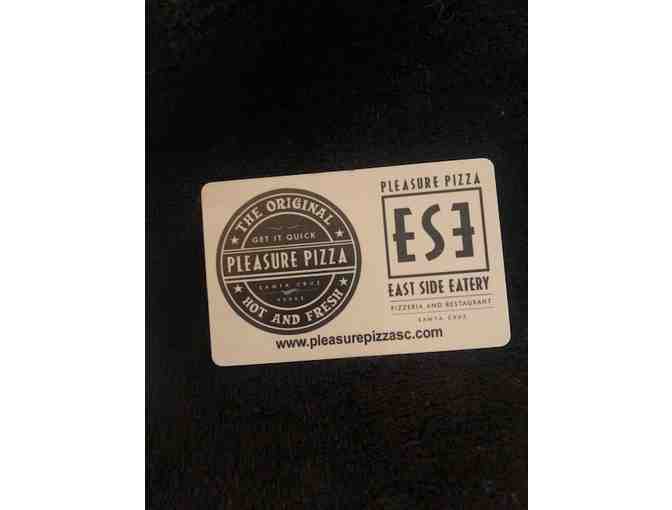 THE ORIGINAL
GET IT QUICK
PLEASURE PIZZA
SANTA CRUZ
HOT AND FRESH
PLEASURE PIZZA
ESE
EAST SIDE EATERY
PIZZERIA AND RESTAURANT
SANTA CRUZ
www.pleasurepizzasc.com